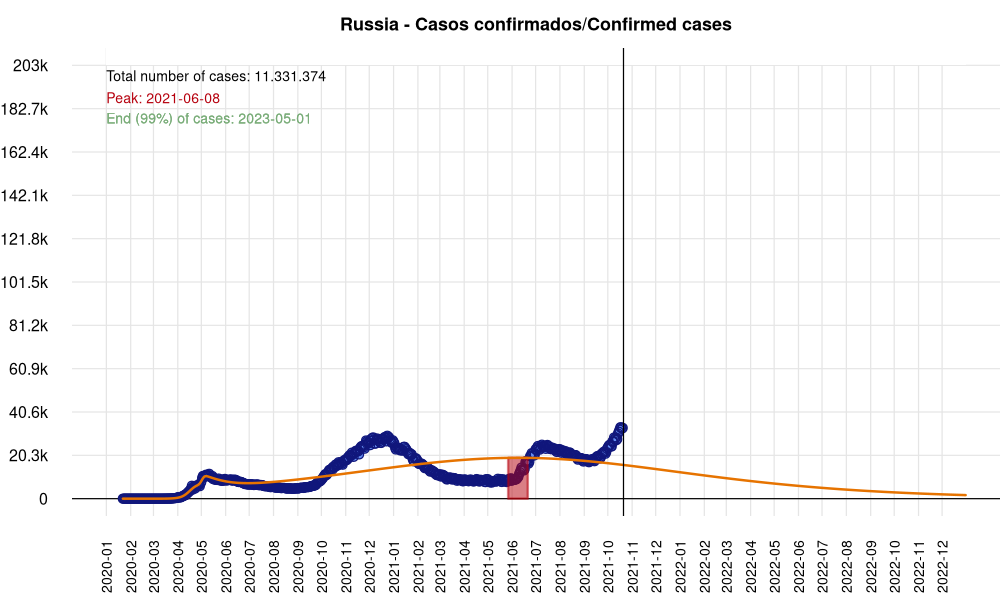 Russia - Casos confirmados/Confirmed cases
203k
Total number of cases: 11.331.374
Peak: 2021-06-08
182.7k
End (99%) of cases: 2023-05-01
162.4k
142.1k
121.8k
101.5k
81.2k
60.9k
40.6k
20.3k
0
2020-01
2020-02
2020-03
2020-04
2020-05
2020-06
2020-07
2020-08
2020-09
2020-10
2020-11
2020-12
2021-01
2021-02
2021-03
2021-04
2021-05
2021-06
2021-07
2021-08
2021-09
2021-10
2021-11
2021-12
2022-01
2022-02
2022-03
2022-04
2022-05
2022-06
2022-07
2022-08
2022-09
2022-10
2022-11
2022-12